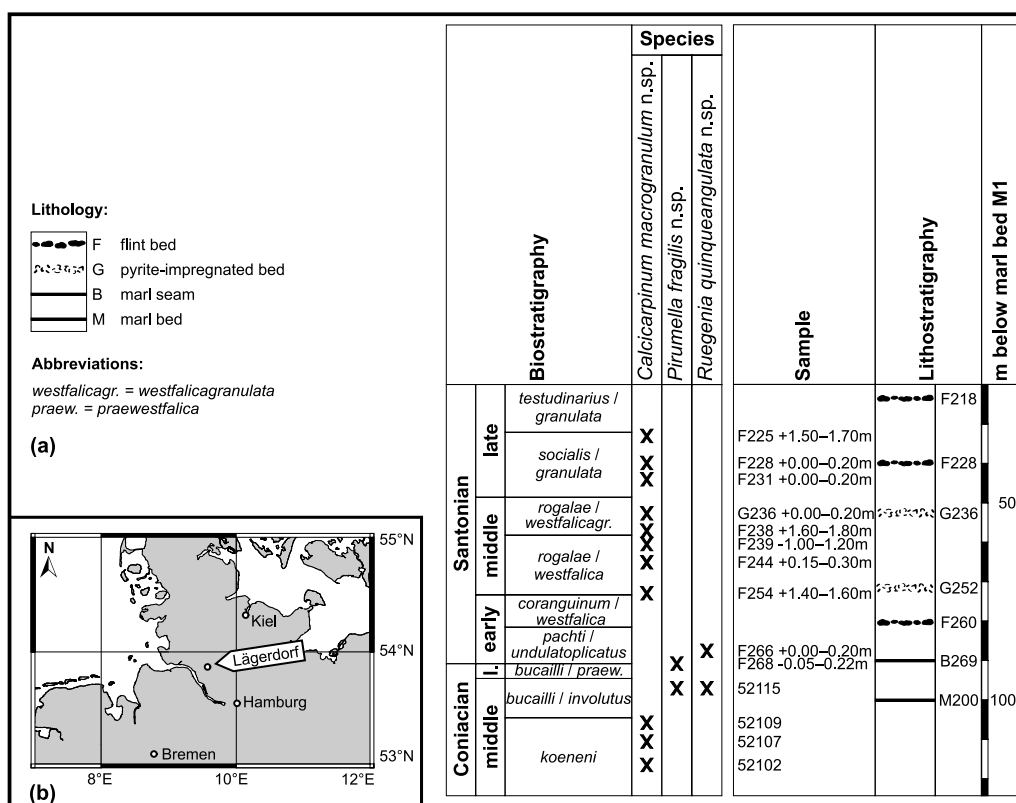 Lithology:
F flint bed
G pyrite-impregnated bed
B marl seam
M marl bed
Abbreviations:
westfalicagr. = westfalicagranulata
praew. = praewestfalica
(a)
N
55°N
54°N
53°N
8°E
10°E
12°E
Kiel
Lägerdorf
Hamburg
Bremen
(b)
Species
Biostratigraphy
Calcicarpinum macrogranulum n.sp.
Pirumella fragilis n.sp.
Ruegenia quinqueangulata n.sp.
Sample
Lithostratigraphy
m below marl bed M1
Santonian
late
middle
early
Coniacian
l.
middle
testudinarius /
granulata
socialis /
granulata
rogalae /
westfalicagr.
rogalae /
westfalica
coranguinum /
westfalica
pachti /
undulatoplicatus
bucailli / praew.
bucailli / involutus
koeneni
X
X
X
X
X
X
X
X
X
X
X X
X
X
X
F225 +1.50–1.70m
F228 +0.00–0.20m
F231 +0.00–0.20m
G236 +0.00–0.20m
F238 +1.60–1.80m
F239 -1.00–1.20m
F244 +0.15–0.30m
F254 +1.40–1.60m
F266 +0.00–0.20m
F268 -0.05–0.22m
52115
52109
52107
52102
F218
F228
G236
G252
F260
B269
M200
50
100